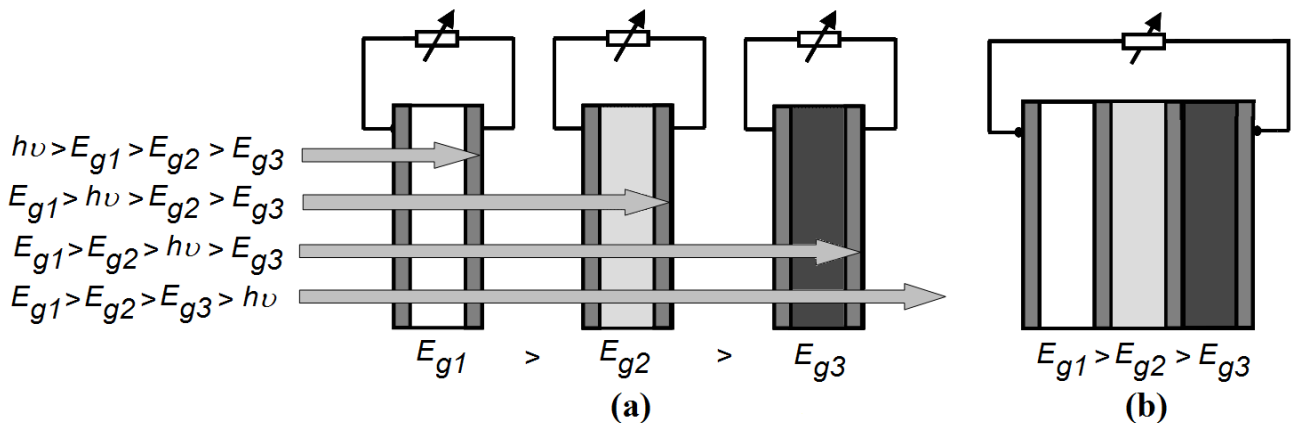 hυ > Eg1 > Eg2 > Eg3
Eg1 > hυ > Eg2 > Eg3
Eg1 > Eg2 > hυ > Eg3
Eg1 > Eg2 > Eg3 > hυ
Eg1 > Eg2 > Eg3
Eg1 > Eg2 > Eg3
(a)
(b)